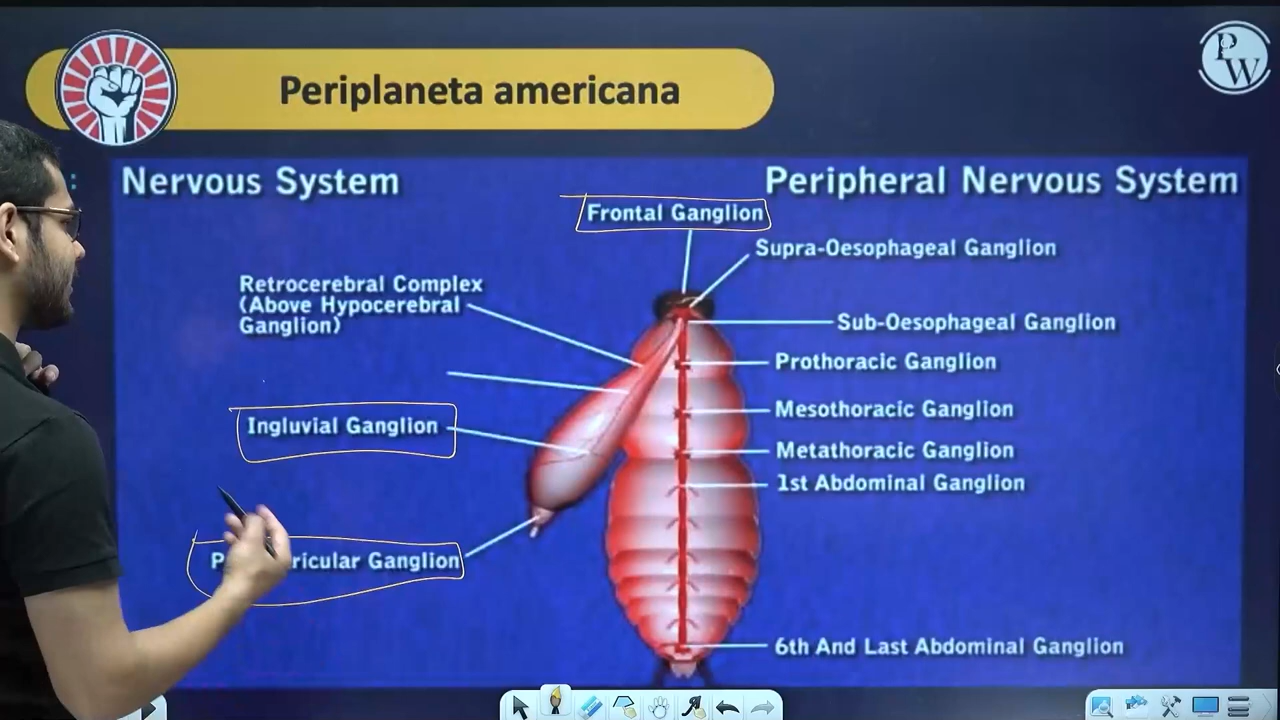 Periplaneta americana
PW
: Nervous System
Peripheral Nervous System
Frontal Ganglion
Supra-Oesophageal Ganglion
Retrocerebral Complex
(Above Hypocerebral
Ganglion)
Sub-Oesophageal Ganglion
Prothoracic Ganglion
Mesothoracic Ganglion
Ingluvial Ganglion
Metathoracic Ganglion
1st Abdominal Ganglion
Ganglion
6th And Last Abdominal Ganglion